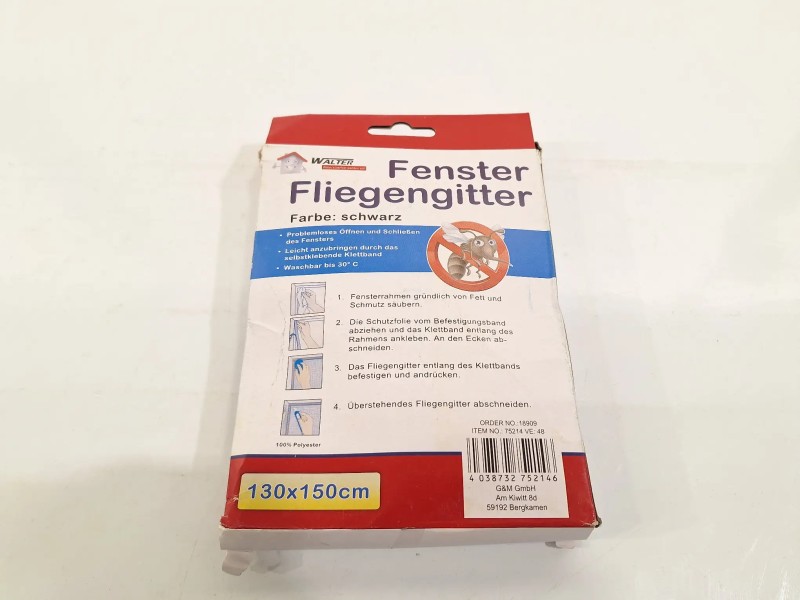 WALTER
Fenster
Fliegengitter
Farbe: schwarz
• Problemloses Öffnen und Schließen
des Fensters
• Leicht anzubringen durch das
selbstklebende Klettband
• Waschbar bis 30° C
1. Fensterrahmen gründlich von Fett und
Schmutz säubern.
2. Die Schutzfolie vom Befestigungsband
abziehen und das Klettband entlang des
Rahmens ankleben. An den Ecken ab-
schneiden.
3. Das Fliegengitter entlang des Klettbands
befestigen und andrücken.
4. Überstehendes Fliegengitter abschneiden.
100% Polyester
130x150cm
ORDER NO.:18909
ITEM NO.: 75214 VE: 48
4 038732 752146
G&M GmbH
Am Kiwitt 8d
59192 Bergkamen